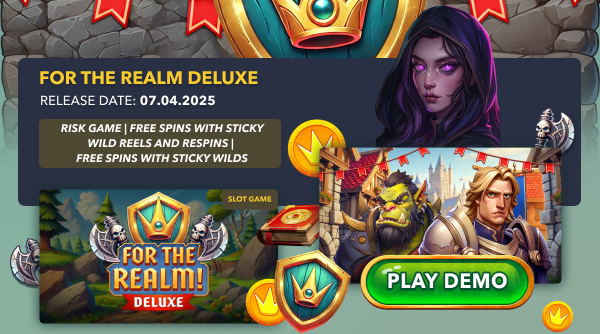 FOR THE REALM DELUXE
RELEASE DATE: 07.04.2025
RISK GAME | FREE SPINS WITH STICKY
WILD REELS AND RESPINS |
FREE SPINS WITH STICKY WILDS
SLOT GAME
FOR THE
REALM!
DELUXE
PLAY DEMO